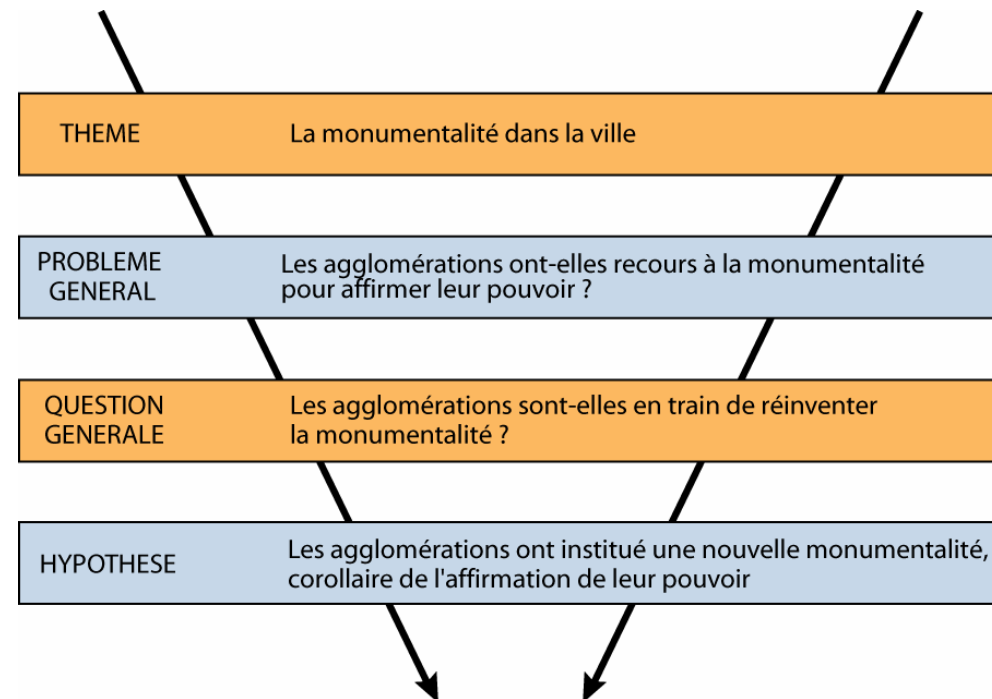 THEME La monumentalité dans la ville
PROBLEME Les agglomérations ont-elles recours à la monumentalité
GENERAL pour affirmer leur pouvoir ?
QUESTION Les agglomérations sont-elles en train de réinventer
GENERALE la monumentalité ?
HYPOTHESE Les agglomérations ont institué une nouvelle monumentalité,
corollaire de l'affirmation de leur pouvoir